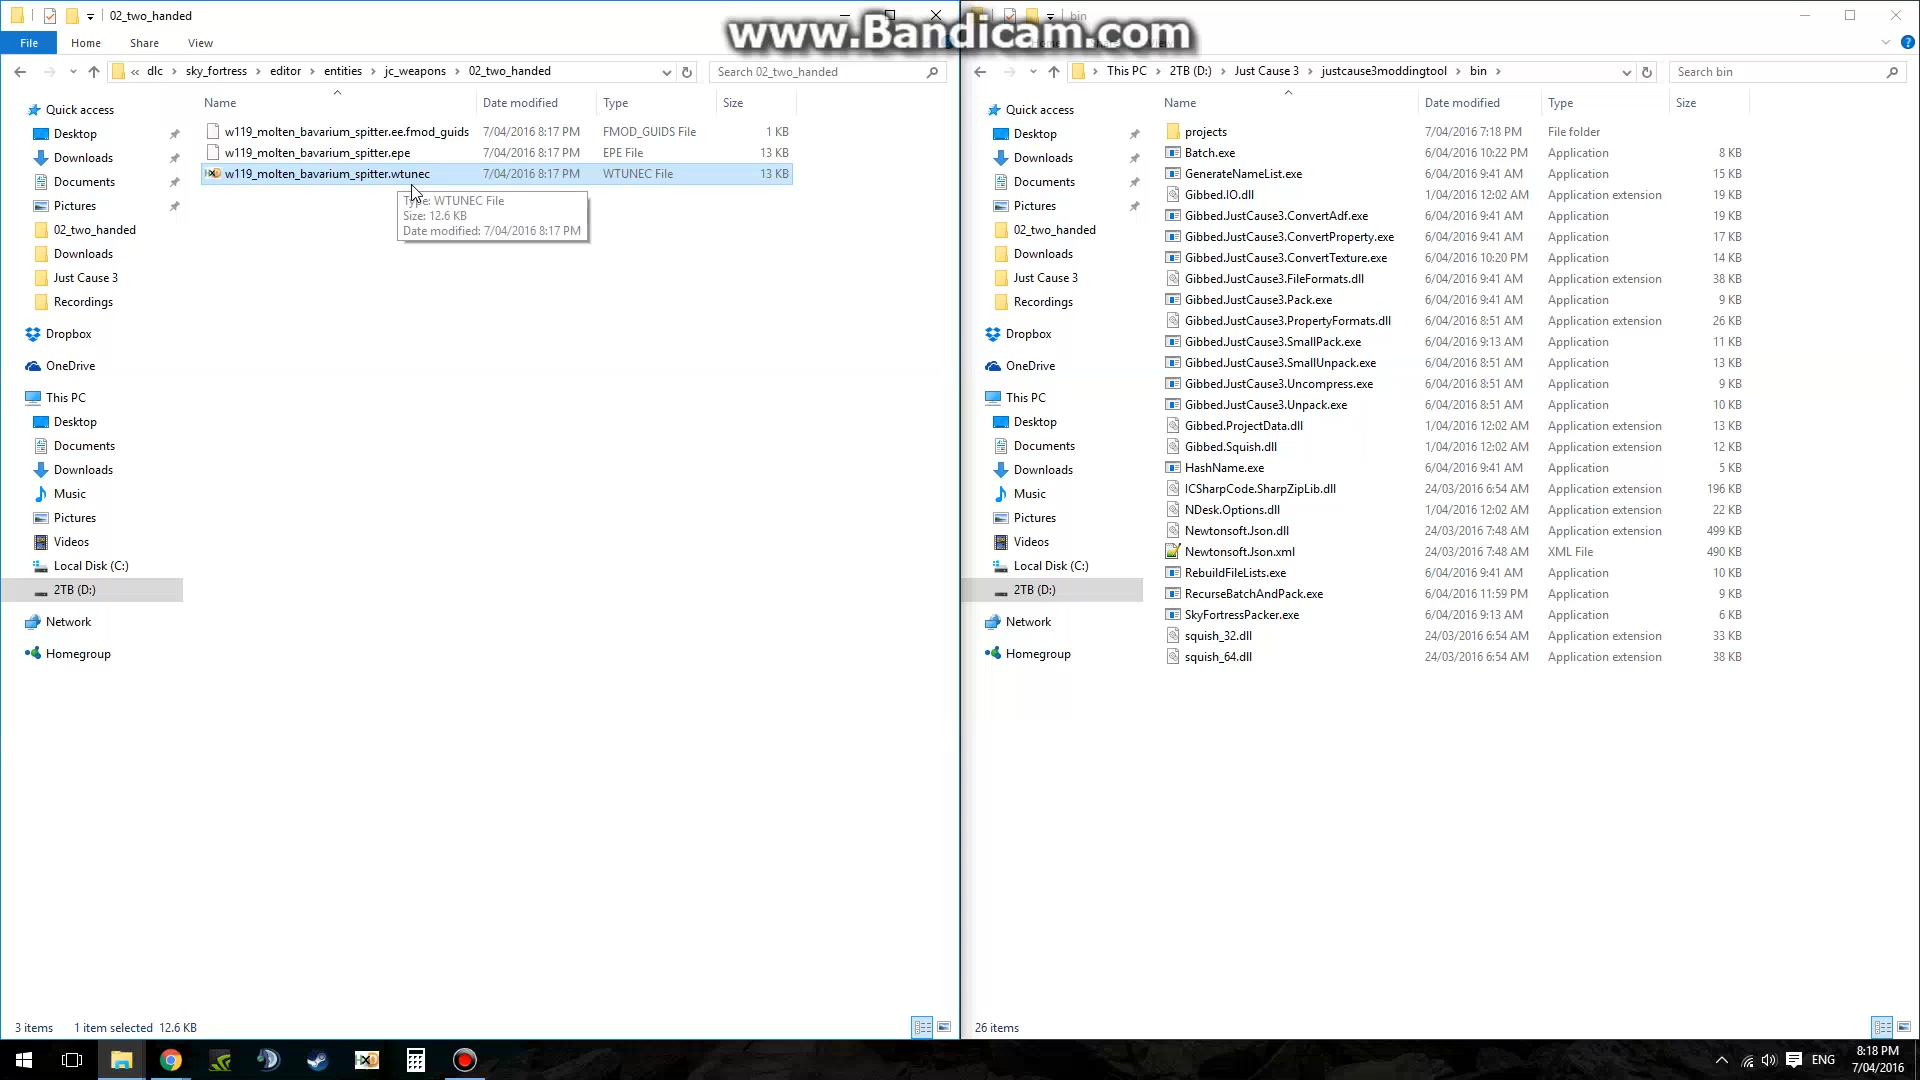 02_two_handed
www.Bandicam.com
bin
File
Home
Share
View
« dlc > sky_fortress > editor > entities > jc_weapons > 02_two_handed
Search 02_two_handed
This PC > 2TB (D:) > Just Cause 3 > justcause3moddingtool > bin >
Search bin
Quick access
Desktop
Downloads
Documents
Pictures
02_two_handed
Downloads
Just Cause 3
Recordings
Dropbox
OneDrive
This PC
Desktop
Documents
Downloads
Music
Pictures
Videos
Local Disk (C:)
2TB (D:)
Network
Homegroup
Name Date modified Type Size
w119_molten_bavarium_spitter.ee.fmod_guids 7/04/2016 8:17 PM FMOD_GUIDS File 1 KB
w119_molten_bavarium_spitter.epe 7/04/2016 8:17 PM EPE File 13 KB
w119_molten_bavarium_spitter.wtunec 7/04/2016 8:17 PM WTUNEC File 13 KB
Type: WTUNEC File
Size: 12.6 KB
Date modified: 7/04/2016 8:17 PM
3 items 1 item selected 12.6 KB
Quick access
Desktop
Downloads
Documents
Pictures
02_two_handed
Downloads
Just Cause 3
Recordings
Dropbox
OneDrive
This PC
Desktop
Documents
Downloads
Music
Pictures
Videos
Local Disk (C:)
2TB (D:)
Network
Homegroup
Name Date modified Type Size
projects 7/04/2016 7:18 PM File folder
Batch.exe 6/04/2016 10:22 PM Application 8 KB
GenerateNameList.exe 6/04/2016 9:41 AM Application 15 KB
Gibbed.IO.dll 1/04/2016 12:02 AM Application extension 19 KB
Gibbed.JustCause3.ConvertAdf.exe 6/04/2016 9:41 AM Application 19 KB
Gibbed.JustCause3.ConvertProperty.exe 6/04/2016 9:41 AM Application 17 KB
Gibbed.JustCause3.ConvertTexture.exe 6/04/2016 10:20 PM Application 14 KB
Gibbed.JustCause3.FileFormats.dll 6/04/2016 9:41 AM Application extension 38 KB
Gibbed.JustCause3.Pack.exe 6/04/2016 9:41 AM Application 9 KB
Gibbed.JustCause3.PropertyFormats.dll 6/04/2016 8:51 AM Application extension 26 KB
Gibbed.JustCause3.SmallPack.exe 6/04/2016 9:13 AM Application 11 KB
Gibbed.JustCause3.SmallUnpack.exe 6/04/2016 8:51 AM Application 13 KB
Gibbed.JustCause3.Uncompress.exe 6/04/2016 8:51 AM Application 9 KB
Gibbed.JustCause3.Unpack.exe 6/04/2016 8:51 AM Application 10 KB
Gibbed.ProjectData.dll 1/04/2016 12:02 AM Application extension 13 KB
Gibbed.Squish.dll 1/04/2016 12:02 AM Application extension 12 KB
HashName.exe 6/04/2016 9:41 AM Application 5 KB
ICSharpCode.SharpZipLib.dll 24/03/2016 6:54 AM Application extension 196 KB
NDesk.Options.dll 1/04/2016 12:02 AM Application extension 22 KB
Newtonsoft.Json.dll 24/03/2016 7:48 AM Application extension 499 KB
Newtonsoft.Json.xml 24/03/2016 7:48 AM XML File 490 KB
RebuildFileLists.exe 6/04/2016 9:41 AM Application 10 KB
RecurseBatchAndPack.exe 6/04/2016 11:59 PM Application 9 KB
SkyFortressPacker.exe 6/04/2016 9:13 AM Application 6 KB
squish_32.dll 24/03/2016 6:54 AM Application extension 33 KB
squish_64.dll 24/03/2016 6:54 AM Application extension 38 KB
26 items
ENG
8:18 PM
7/04/2016